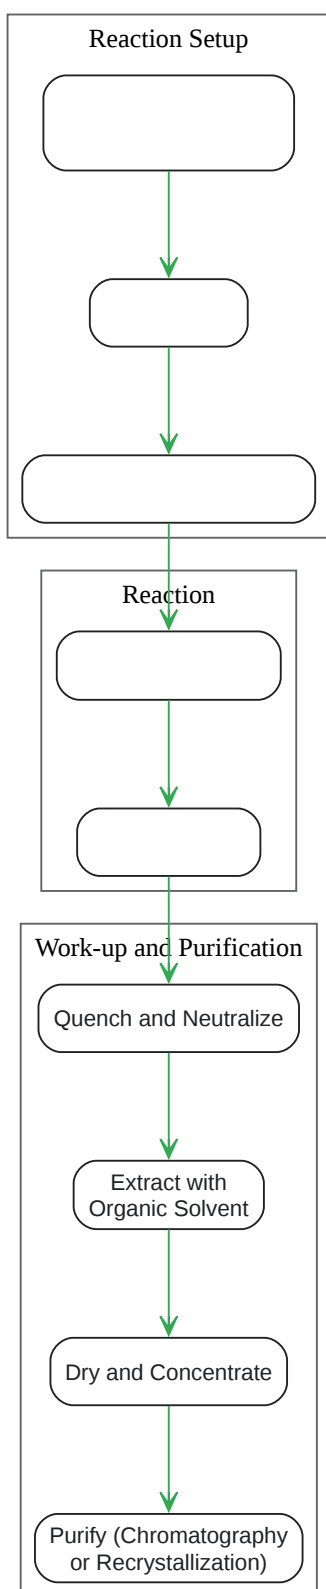 Reaction Setup
Reaction
Work-up and Purification
Quench and Neutralize
Extract with
Organic Solvent
Dry and Concentrate
Purify (Chromatography
or Recrystallization)